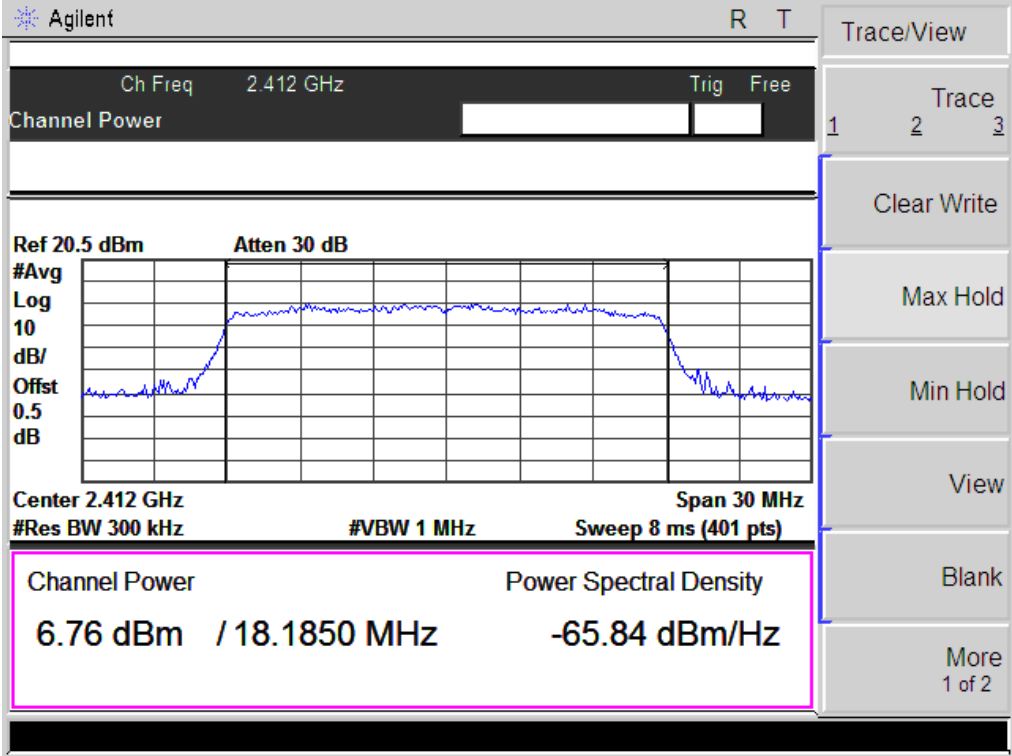 Agilent R T
Trace/View
Ch Freq 2.412 GHz Trig Free
Channel Power
Trace
1 2 3
Clear Write
Ref 20.5 dBm Atten 30 dB
#Avg
Log
10
dB/
Offst
0.5
dB
Max Hold
Min Hold
Center 2.412 GHz Span 30 MHz
#Res BW 300 kHz #VBW 1 MHz Sweep 8 ms (401 pts)
View
Channel Power Power Spectral Density
6.76 dBm / 18.1850 MHz -65.84 dBm/Hz
Blank
More
1 of 2